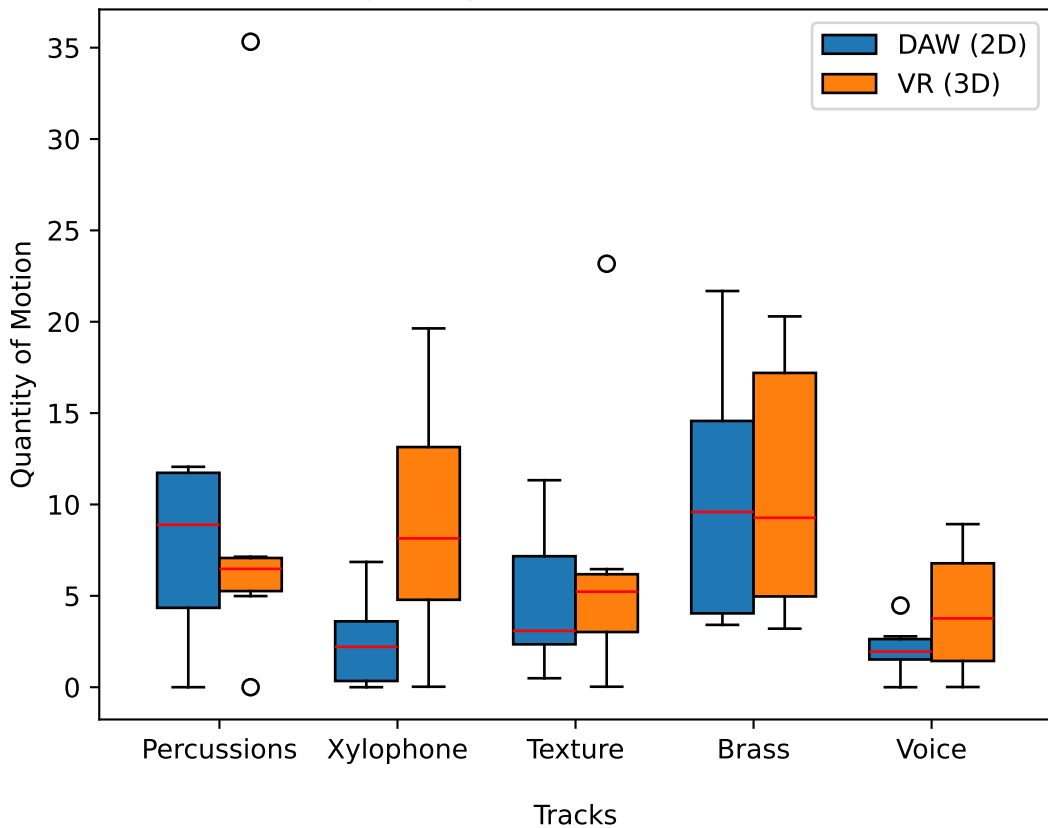 DAW (2D)
VR (3D)
35
30
25
20
15
10
5
0
Quantity of Motion
Percussions Xylophone Texture Brass Voice
Tracks